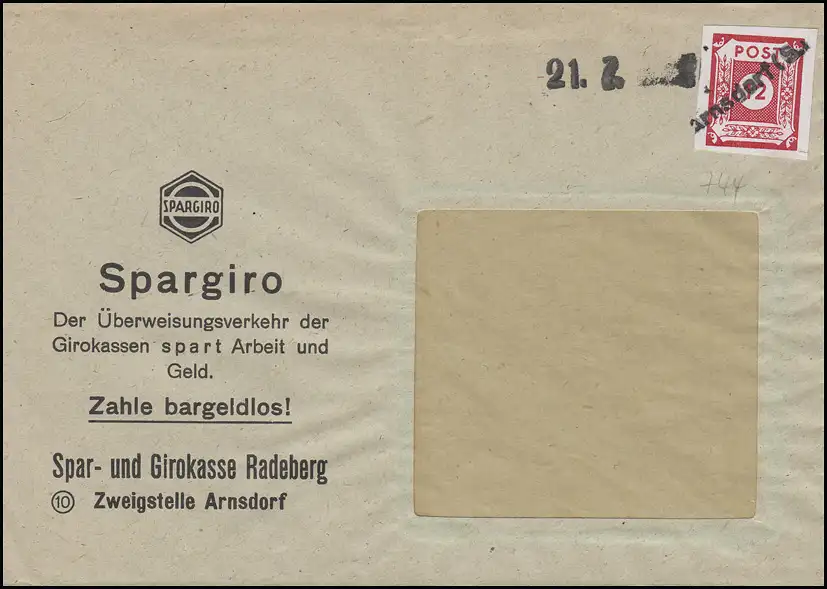 21. 2.
POST
Arnsdorf (S.
744
SPARGIRO
Spargiro
Der Überweisungsverkehr der
Girokassen spart Arbeit und
Geld.
Zahle bargeldlos!
Spar- und Girokasse Radeberg
10 Zweigstelle Arnsdorf